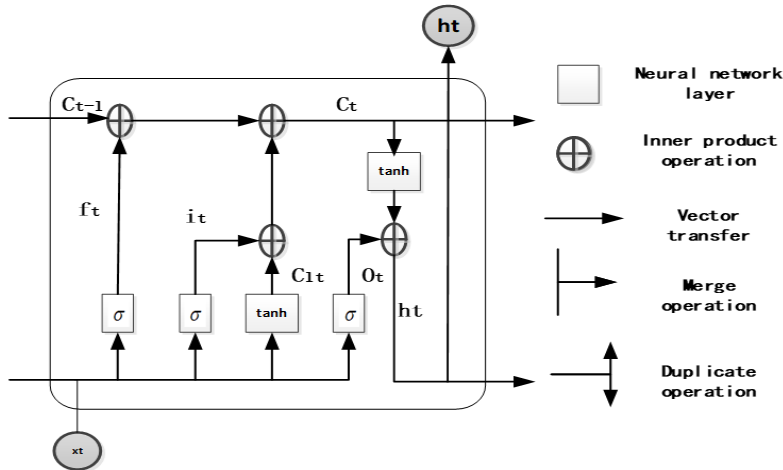 ht
Ct-1
Ct
tanh
ft
it
C1t
Ot
ht
σ
σ
tanh
σ
xt
Neural network
layer
Inner product
operation
Vector
transfer
Merge
operation
Duplicate
operation